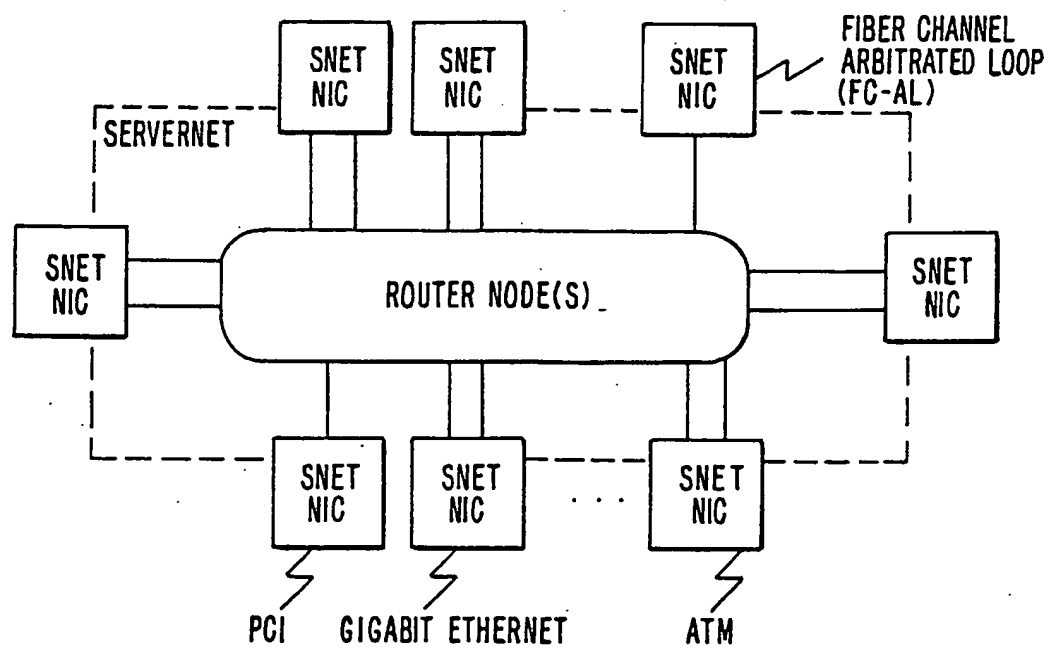 SNET
NIC
SNET
NIC
SNET
NIC
FIBER CHANNEL
ARBITRATED LOOP
(FC-AL)
SERVERNET
SNET
NIC
ROUTER NODE(S)
SNET
NIC
SNET
NIC
SNET
NIC
. . .
SNET
NIC
PCI
GIGABIT ETHERNET
ATM